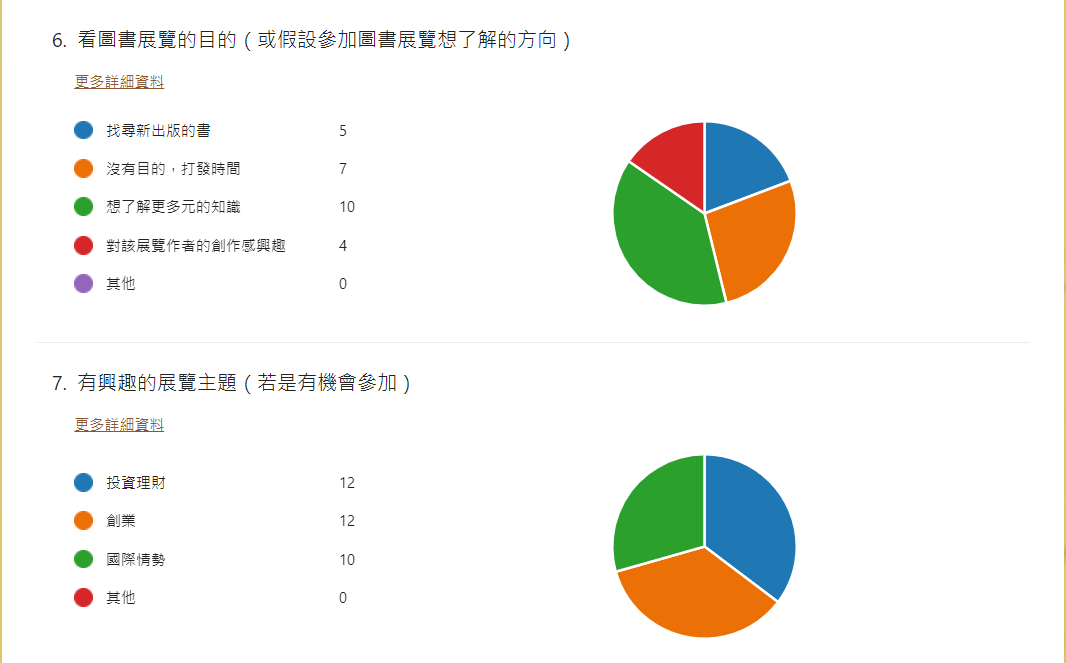 6. 看圖書展覽的目的（或假設參加圖書展覽想了解的方向）
更多詳細資料
找尋新出版的書 5
沒有目的，打發時間 7
想了解更多元的知識 10
對該展覽作者的創作感興趣 4
其他 0
7. 有興趣的展覽主題（若是有機會參加）
更多詳細資料
投資理財 12
創業 12
國際情勢 10
其他 0